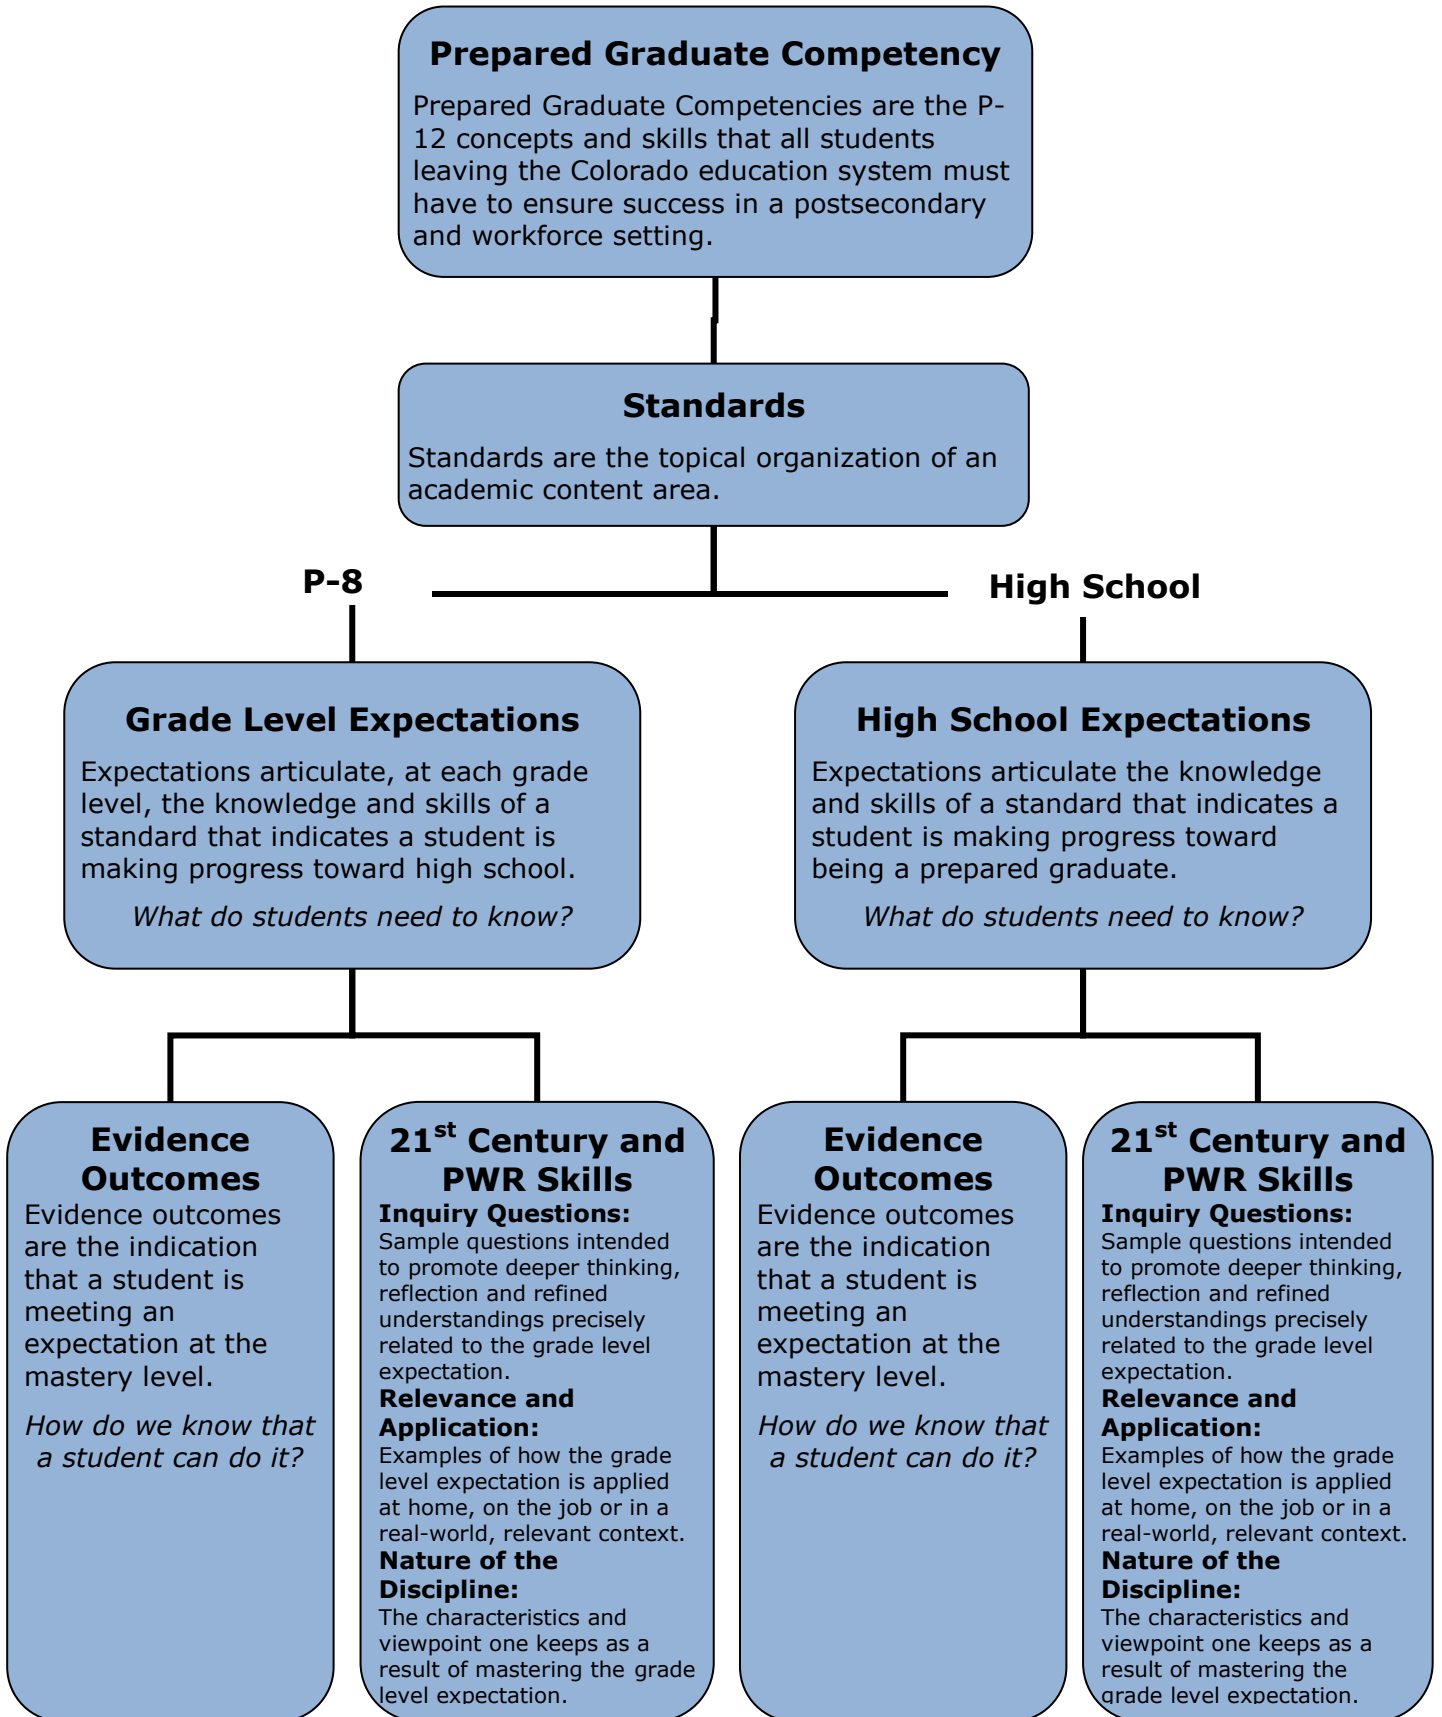 Prepared Graduate Competency
Prepared Graduate Competencies are the P-
12 concepts and skills that all students
leaving the Colorado education system must
have to ensure success in a postsecondary
and workforce setting.
Standards
Standards are the topical organization of an
academic content area.
P-8
High School
Grade Level Expectations
Expectations articulate, at each grade
level, the knowledge and skills of a
standard that indicates a student is
making progress toward high school.
What do students need to know?
High School Expectations
Expectations articulate the knowledge
and skills of a standard that indicates a
student is making progress toward
being a prepared graduate.
What do students need to know?
Evidence
Outcomes
Evidence outcomes
are the indication
that a student is
meeting an
expectation at the
mastery level.
How do we know that
a student can do it?
21st Century and
PWR Skills
Inquiry Questions:
Sample questions intended
to promote deeper thinking,
reflection and refined
understandings precisely
related to the grade level
expectation.
Relevance and
Application:
Examples of how the grade
level expectation is applied
at home, on the job or in a
real-world, relevant context.
Nature of the
Discipline:
The characteristics and
viewpoint one keeps as a
result of mastering the grade
level expectation.
Evidence
Outcomes
Evidence outcomes
are the indication
that a student is
meeting an
expectation at the
mastery level.
How do we know that
a student can do it?
21st Century and
PWR Skills
Inquiry Questions:
Sample questions intended
to promote deeper thinking,
reflection and refined
understandings precisely
related to the grade level
expectation.
Relevance and
Application:
Examples of how the grade
level expectation is applied
at home, on the job or in a
real-world, relevant context.
Nature of the
Discipline:
The characteristics and
viewpoint one keeps as a
result of mastering the
grade level expectation.